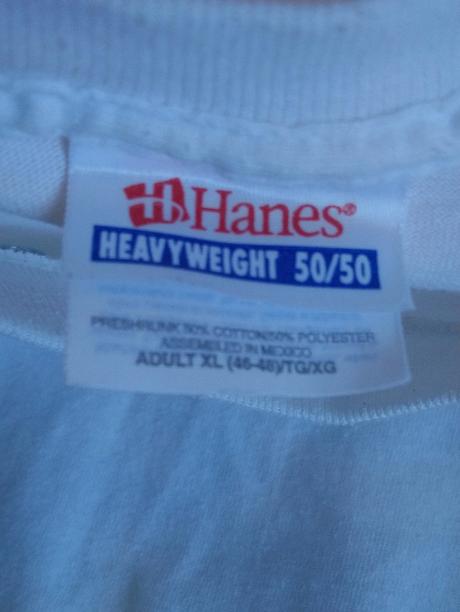 Hanes®
HEAVYWEIGHT 50/50
PRESHRUNK 50% COTTON/50% POLYESTER
ASSEMBLED IN MEXICO
ADULT XL (46-48)/TG/XG